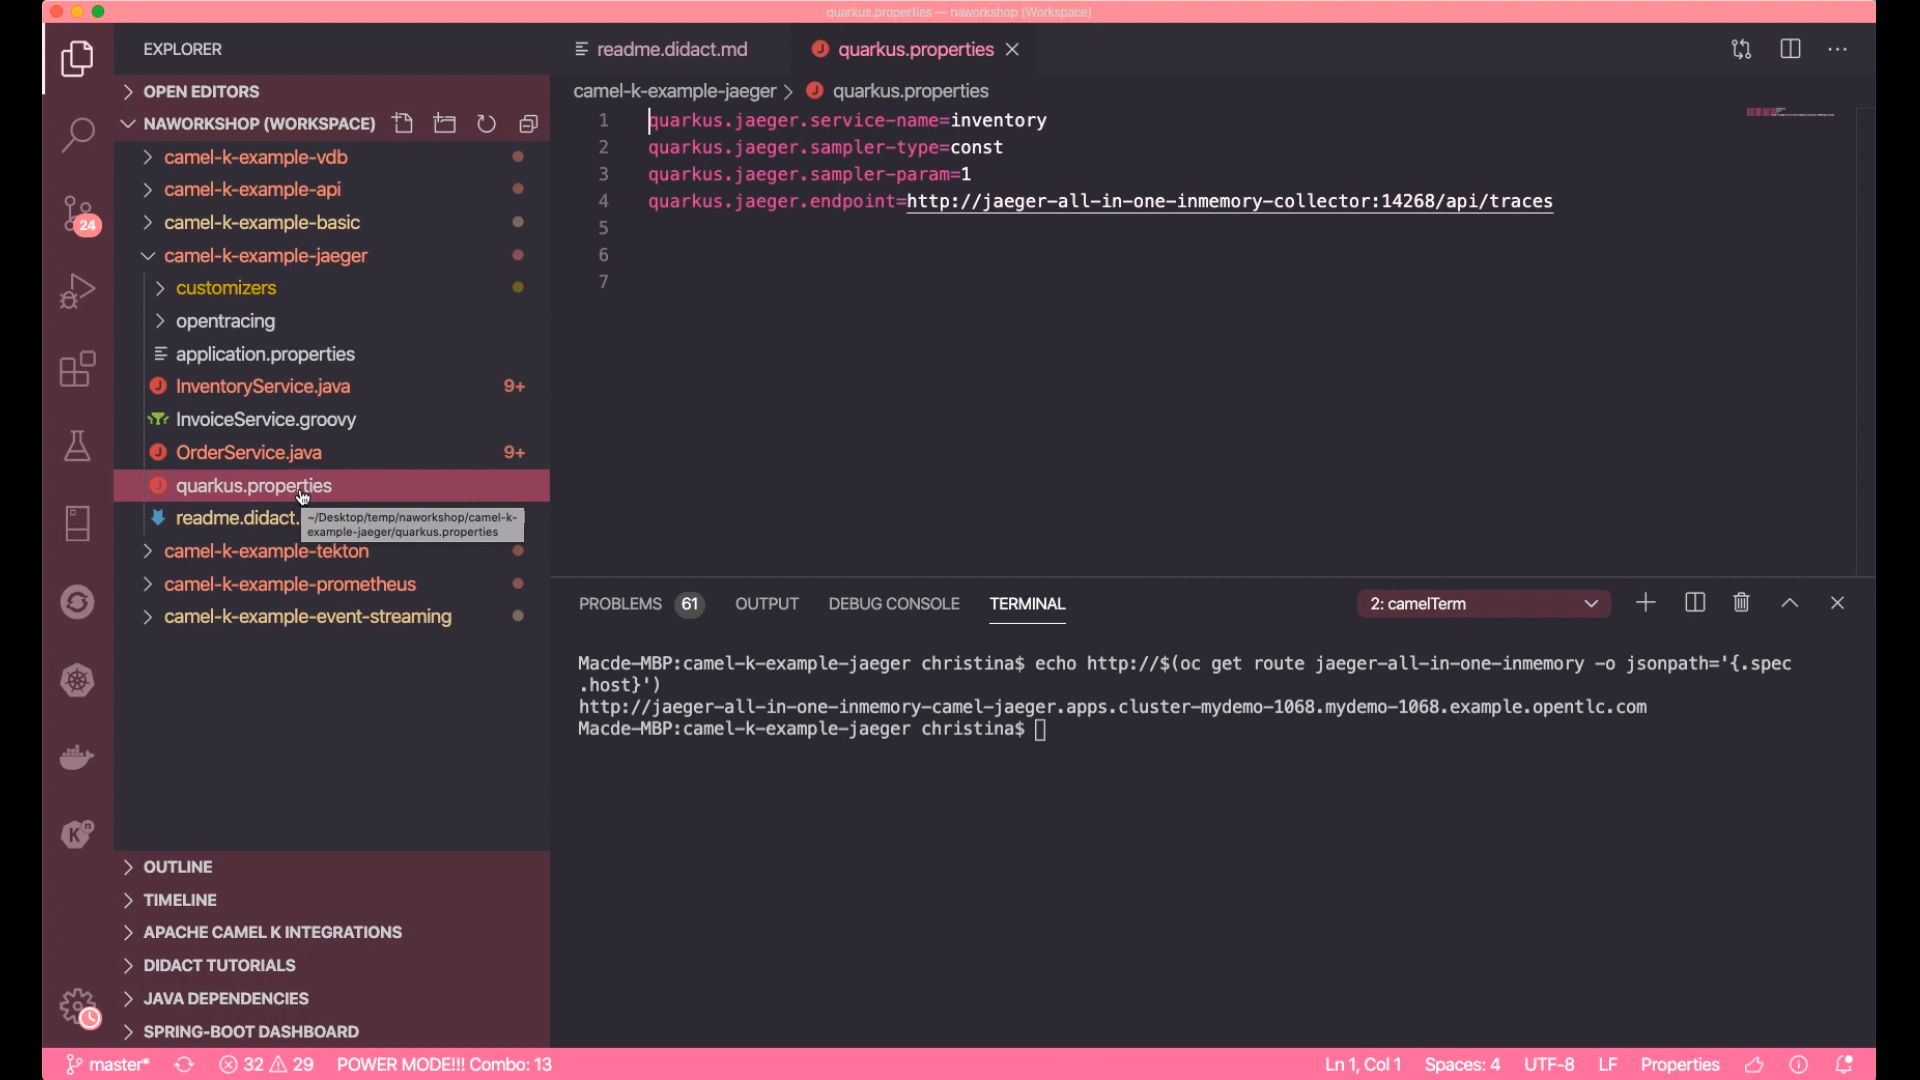 quarkus.properties — naworkshop (Workspace)
EXPLORER
OPEN EDITORS
NAWORKSHOP (WORKSPACE)
camel-k-example-vdb
camel-k-example-api
24
camel-k-example-basic
camel-k-example-jaeger
customizers
opentracing
application.properties
InventoryService.java 9+
InvoiceService.groovy
OrderService.java 9+
quarkus.properties
readme.didact.
~/Desktop/temp/naworkshop/camel-k-
example-jaeger/quarkus.properties
camel-k-example-tekton
camel-k-example-prometheus
camel-k-example-event-streaming
OUTLINE
TIMELINE
APACHE CAMEL K INTEGRATIONS
DIDACT TUTORIALS
JAVA DEPENDENCIES
SPRING-BOOT DASHBOARD
readme.didact.md quarkus.properties
camel-k-example-jaeger > quarkus.properties
1 quarkus.jaeger.service-name=inventory
2 quarkus.jaeger.sampler-type=const
3 quarkus.jaeger.sampler-param=1
4 quarkus.jaeger.endpoint=http://jaeger-all-in-one-inmemory-collector:14268/api/traces
5
6
7
PROBLEMS 61 OUTPUT DEBUG CONSOLE TERMINAL 2: camelTerm
Macde-MBP:camel-k-example-jaeger christina$ echo http://$(oc get route jaeger-all-in-one-inmemory -o jsonpath='{.spec
.host}')
http://jaeger-all-in-one-inmemory-camel-jaeger.apps.cluster-mydemo-1068.mydemo-1068.example.opentlc.com
Macde-MBP:camel-k-example-jaeger christina$
master* 32 29 POWER MODE!!! Combo: 13 Ln 1, Col 1 Spaces: 4 UTF-8 LF Properties